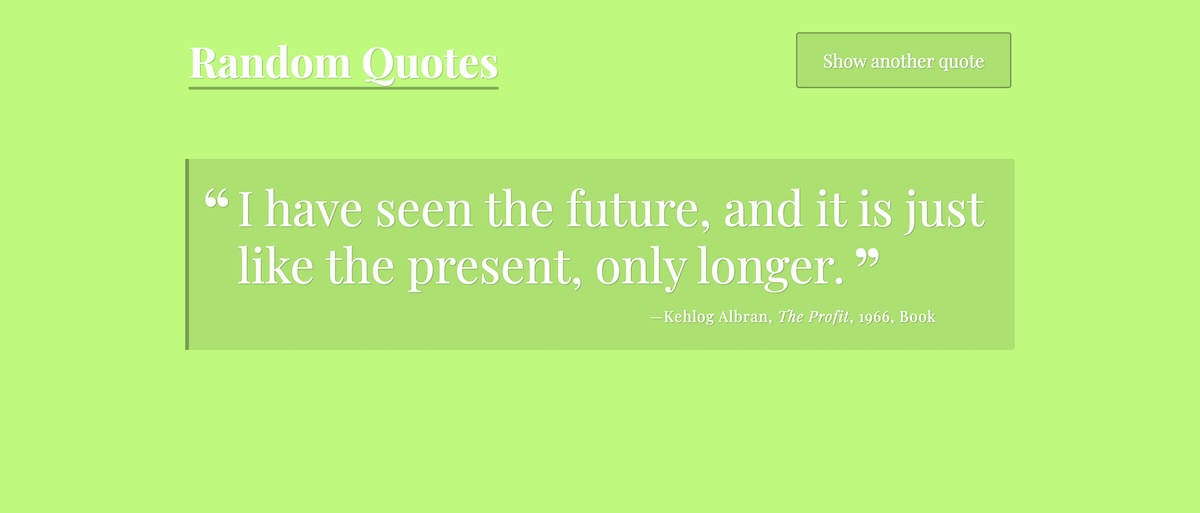 Random Quotes
Show another quote
“ I have seen the future, and it is just
like the present, only longer. ”
—Kehlog Albran, The Profit, 1966, Book